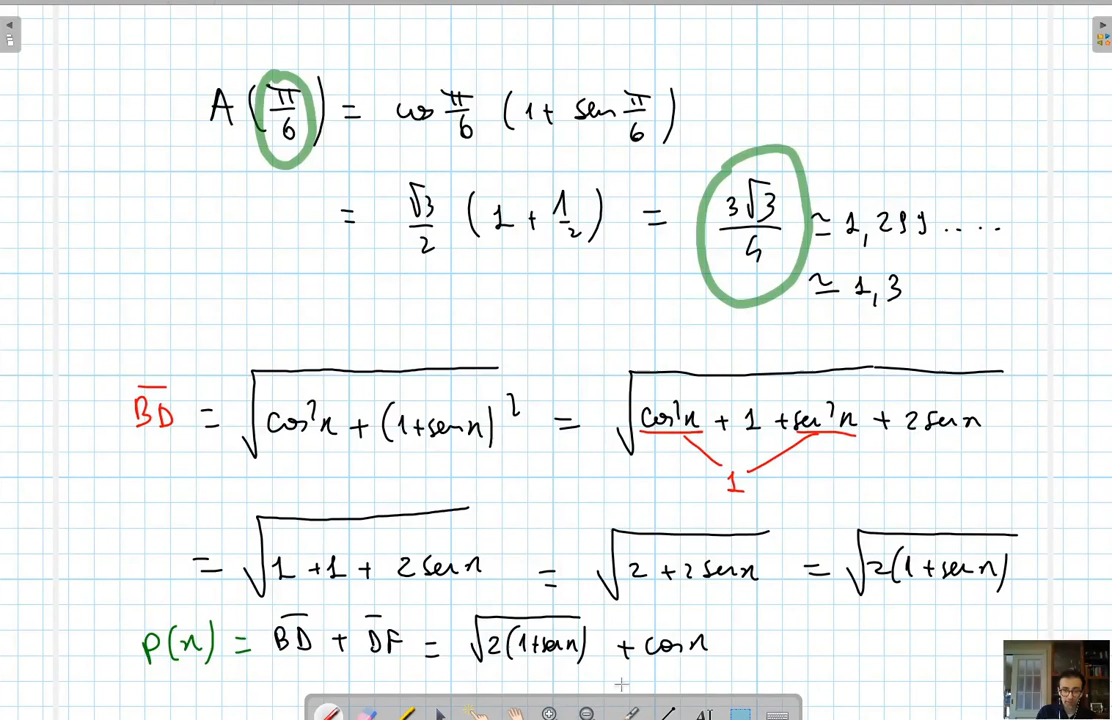 A(π/6) = cos π/6 (1 + sen π/6)
= √3/2 (1 + 1/2) = 3√3/4 ≃ 1,299 ....
≃ 1,3
BD = √(cos²x + (1+senx)²) = √(cos²x + 1 + sen²x + 2senx)
1
= √(1 + 1 + 2senx) = √(2 + 2senx) = √(2(1+senx))
P(x) = BD + DF = √(2(1+senx)) + cosx